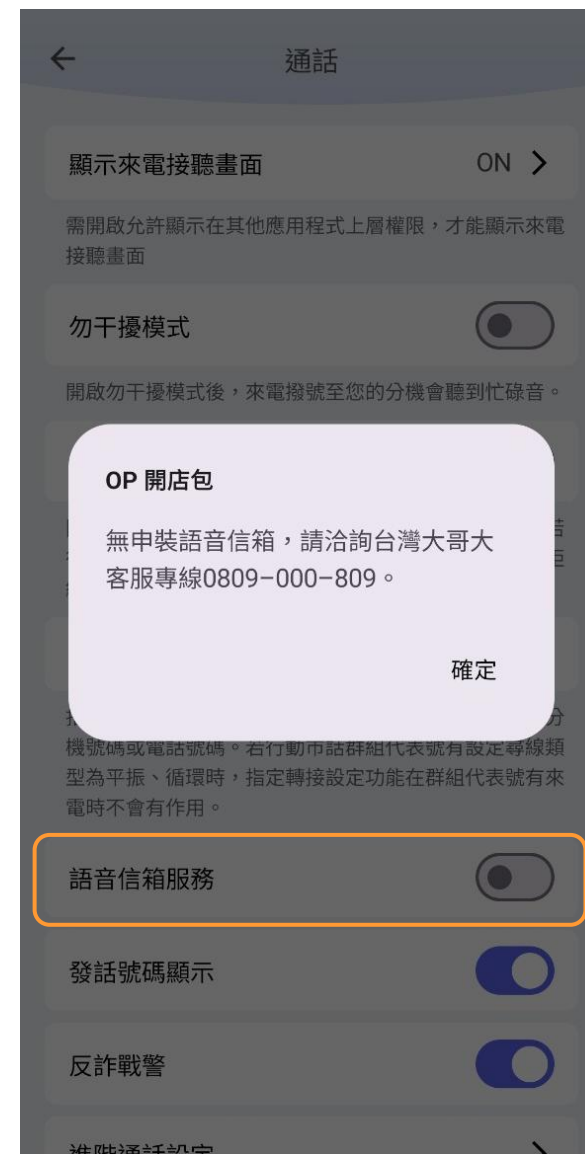 通話
顯示來電接聽畫面 ON
需開啟允許顯示在其他應用程式上層權限，才能顯示來電
接聽畫面
勿干擾模式
開啟勿干擾模式後，來電撥號至您的分機會聽到忙碌音。
OP 開店包
無申裝語音信箱，請洽詢台灣大哥大
客服專線0809-000-809。
確定
機號碼或電話號碼。若行動市話群組代表號有設定尋線類
型為平振、循環時，指定轉接設定功能在群組代表號有來
電時不會有作用。
語音信箱服務
發話號碼顯示
反詐戰警
進階通話設定